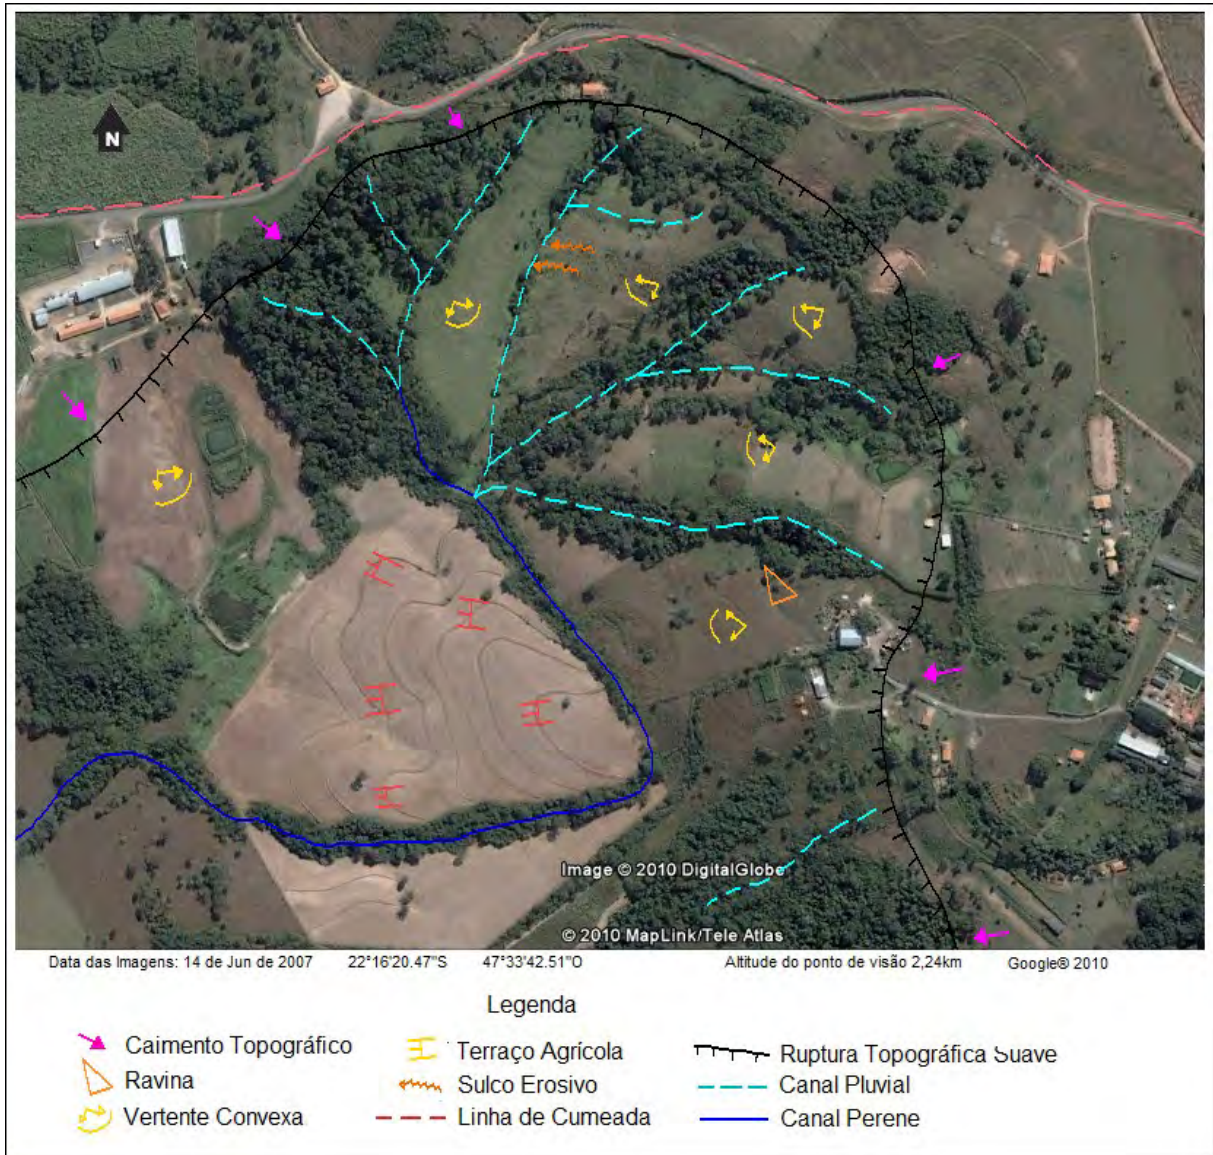 N
Image © 2010 DigitalGlobe
© 2010 MapLink/Tele Atlas
Data das Imagens: 14 de Jun de 2007 22°16'20.47"S 47°33'42.51"O Altitude do ponto de visão 2,24km Google® 2010
Legenda
Caimento Topográfico Terraço Agrícola Ruptura Topográfica Suave
Ravina Sulco Erosivo Canal Pluvial
Vertente Convexa Linha de Cumeada Canal Perene